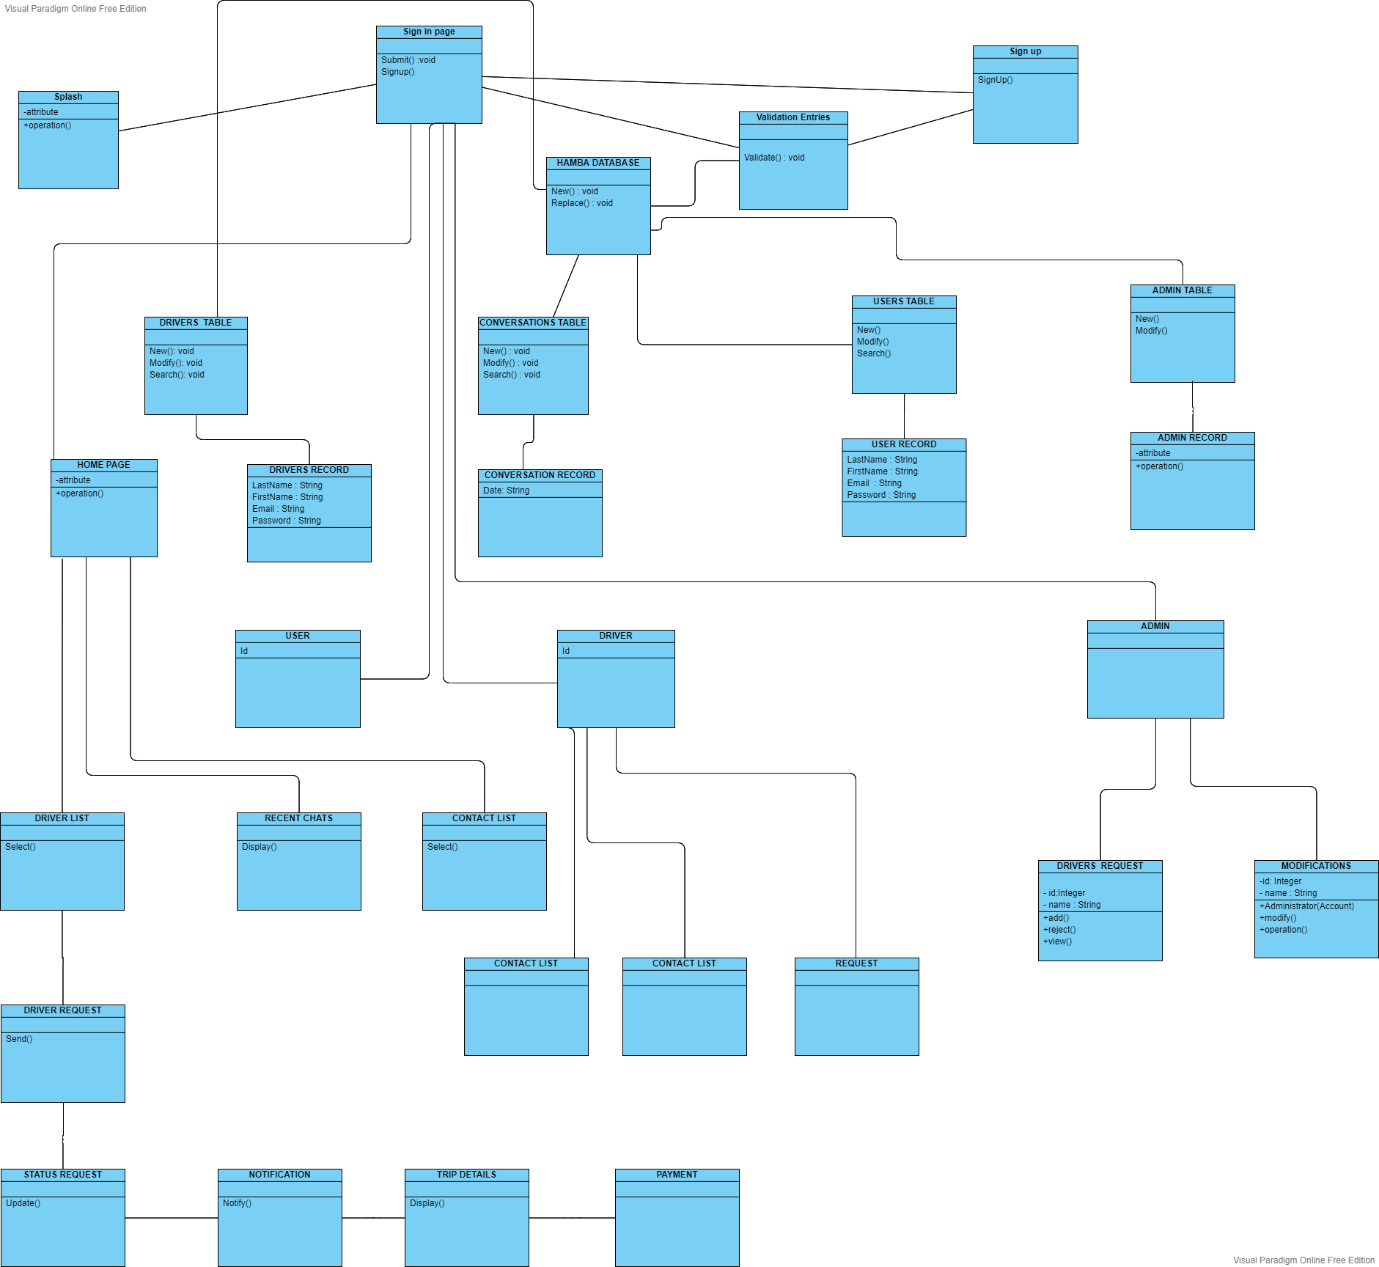 Visual Paradigm Online Free Edition
Sign in page
Submit() :void
Signup()
Sign up
SignUp()
Splash
-attribute
+operation()
Validation Entries
Validate() : void
HAMBA DATABASE
New() : void
Replace() : void
DRIVERS  TABLE
New(): void
Modify(): void
Search(): void
CONVERSATIONS TABLE
New() : void
Modify() : void
Search() : void
USERS TABLE
New()
Modify()
Search()
ADMIN TABLE
New()
Modify()
HOME PAGE
-attribute
+operation()
DRIVERS RECORD
LastName : String
FirstName : String
Email : String
Password : String
CONVERSATION RECORD
Date: String
USER RECORD
LastName : String
FirstName : String
Email  : String
Password : String
ADMIN RECORD
-attribute
+operation()
USER
Id
DRIVER
Id
ADMIN
DRIVER LIST
Select()
RECENT CHATS
Display()
CONTACT LIST
Select()
DRIVERS  REQUEST
- id:Integer
- name : String
+add()
+reject()
+view()
MODIFICATIONS
-id: Integer
- name : String
+Administrator(Account)
+modify()
+operation()
CONTACT LIST
CONTACT LIST
REQUEST
DRIVER REQUEST
Send()
STATUS REQUEST
Update()
NOTIFICATION
Notify()
TRIP DETAILS
Display()
PAYMENT
Visual Paradigm Online Free Edition